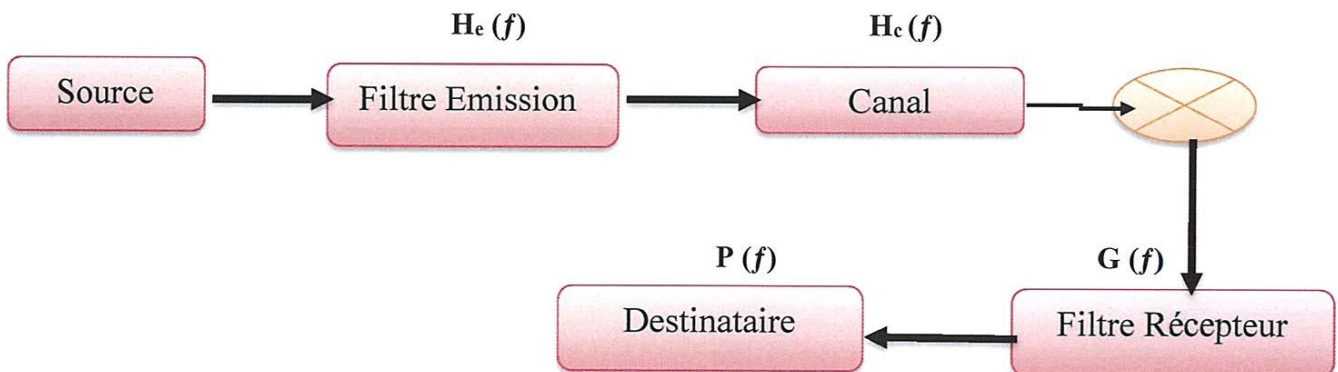 He (f)
Hc (f)
Source
Filtre Emission
Canal
P (f)
G (f)
Destinataire
Filtre Récepteur